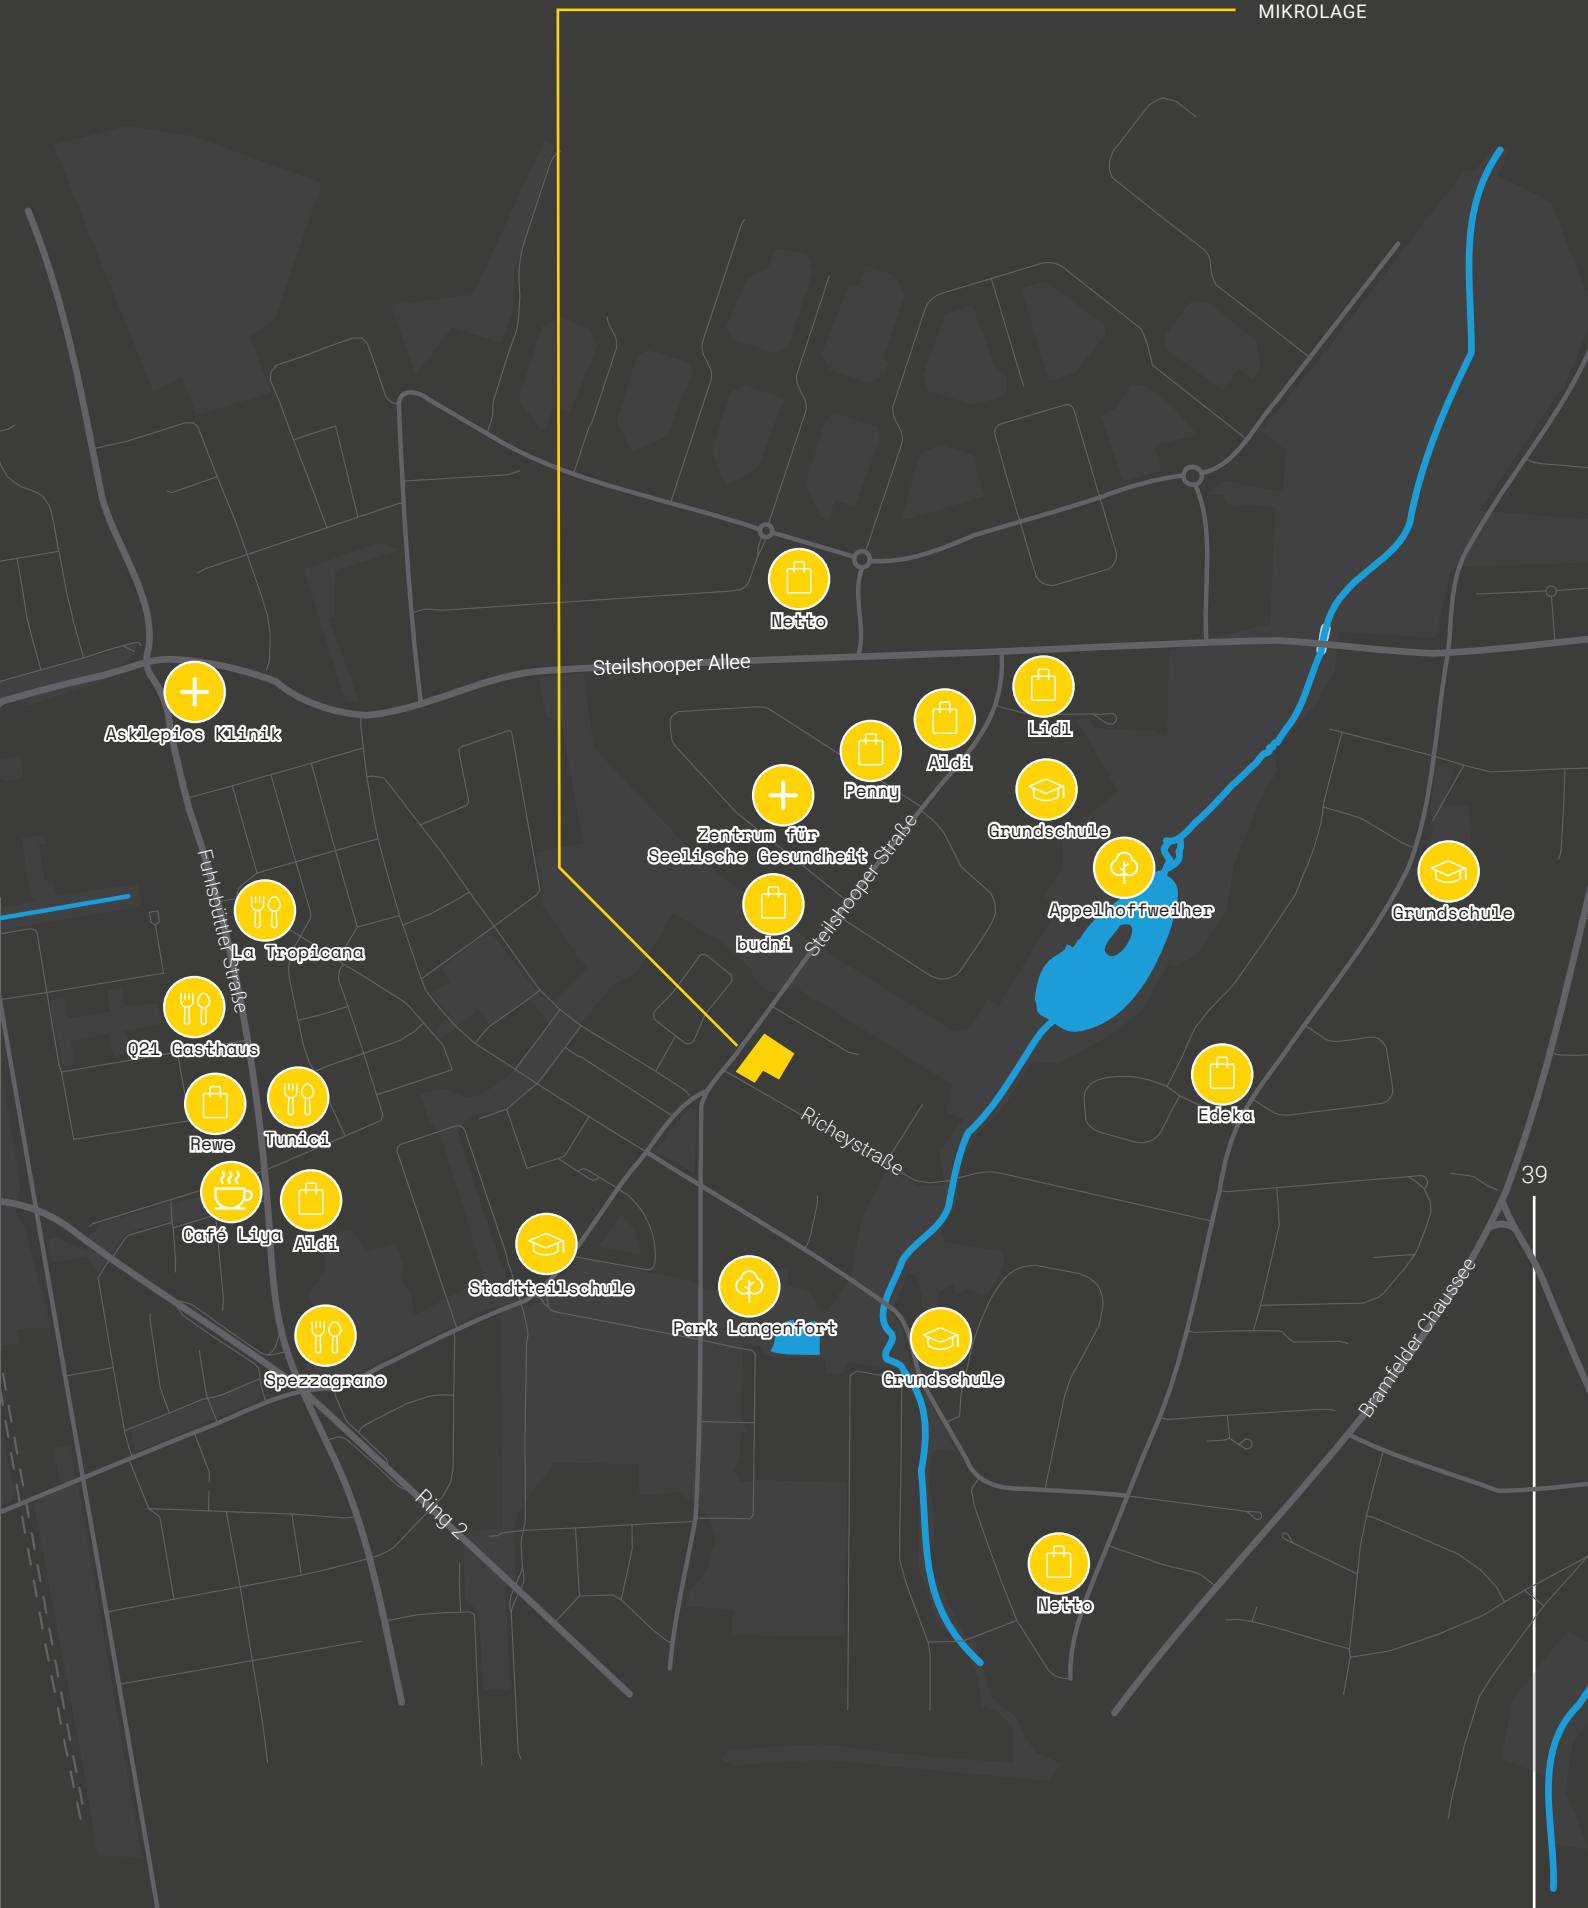 MIKROLAGE
Netto
Steilshooper Allee
Lidl
Asklepios Klinik
Aldi
Penny
Grundschule
Zentrum für
Seelische Gesundheit
Steilshooper Straße
Appelhoffweiher
Grundschule
budni
Fuhlsbüttler Straße
La Tropicana
Q21 Gasthaus
Edeka
Rewe
Tunici
Richeystraße
39
Café Liya
Aldi
Stadtteilschule
Park Langenfort
Bramfelder Chaussee
Spezzagrano
Grundschule
Ring 2
Netto